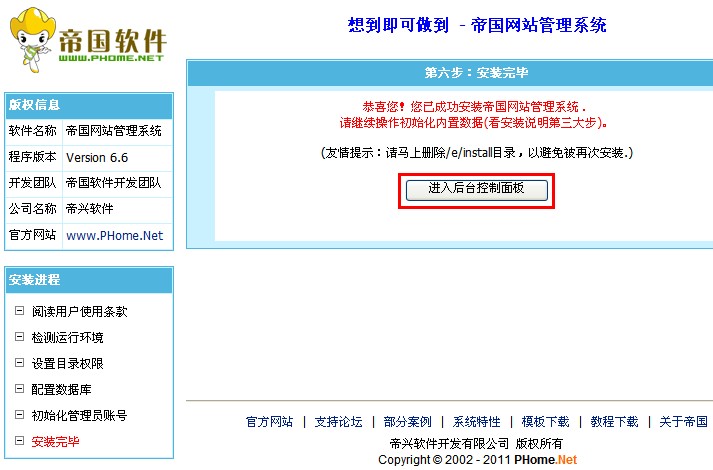 帝国软件
WWW.PHOME.NET
想到即可做到 - 帝国网站管理系统
版权信息
软件名称 帝国网站管理系统
程序版本 Version 6.6
开发团队 帝国软件开发团队
公司名称 帝兴软件
官方网站 www.PHome.Net
安装进程
阅读用户使用条款
检测运行环境
设置目录权限
配置数据库
初始化管理员账号
安装完毕
第六步：安装完毕
恭喜您！您已成功安装帝国网站管理系统．
请继续操作初始化内置数据(看安装说明第三大步)。
(友情提示：请马上删除/e/install目录，以避免被再次安装.)
进入后台控制面板
官方网站 | 支持论坛 | 部分案例 | 系统特性 | 模板下载 | 教程下载 | 关于帝国
帝兴软件开发有限公司 版权所有
Copyright © 2002 - 2011 PHome.Net